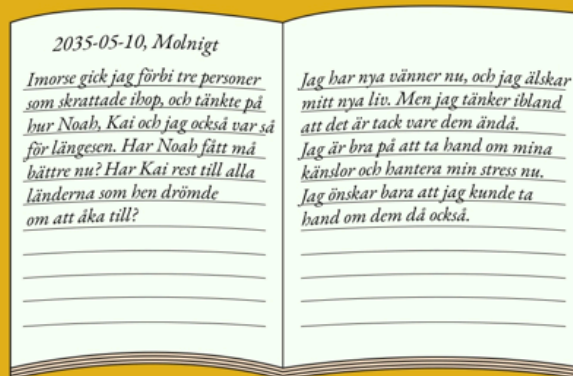 2035-05-10, Molnigt
Imorse gick jag förbi tre personer
som skrattade ihop, och tänkte på
hur Noah, Kai och jag också var så
för längesen. Har Noah fått må
bättre nu? Har Kai rest till alla
länderna som hen drömde
om att åka till?
Jag har nya vänner nu, och jag älskar
mitt nya liv. Men jag tänker ibland
att det är tack vare dem ändå.
Jag är bra på att ta hand om mina
känslor och hantera min stress nu.
Jag önskar bara att jag kunde ta
hand om dem då också.